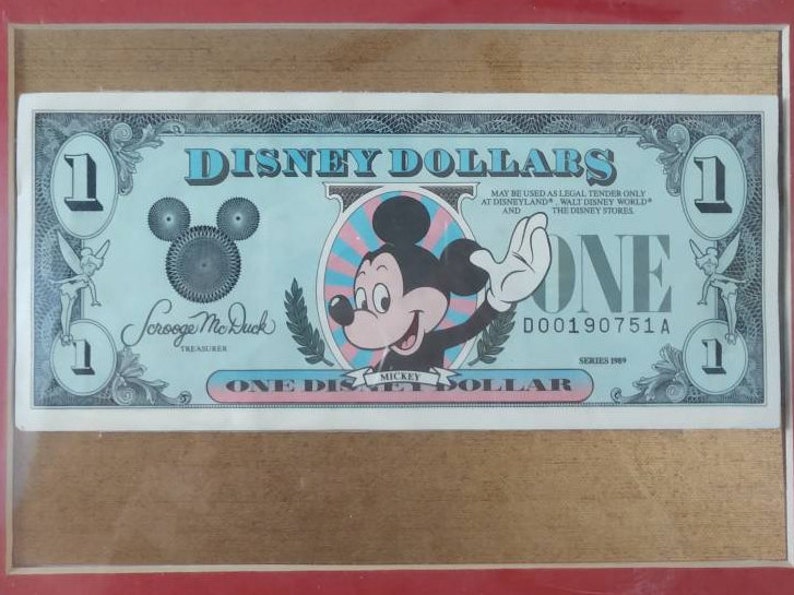 DISNEY DOLLARS
1
1
MAY BE USED AS LEGAL TENDER ONLY
AT DISNEYLAND®, WALT DISNEY WORLD®
AND THE DISNEY STORES.
ONE
D00190751A
Scrooge McDuck
TREASURER
SERIES 1989
1
1
MICKEY
ONE DISNEY DOLLAR